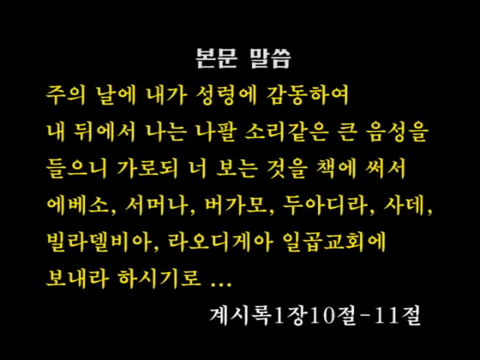 본문 말씀
주의 날에 내가 성령에 감동하여
내 뒤에서 나는 나팔 소리같은 큰 음성을
들으니 가로되 너 보는 것을 책에 써서
에베소, 서머나, 버가모, 두아디라, 사데,
빌라델비아, 라오디게아 일곱교회에
보내라 하시기로 ...
계시록1장10절-11절